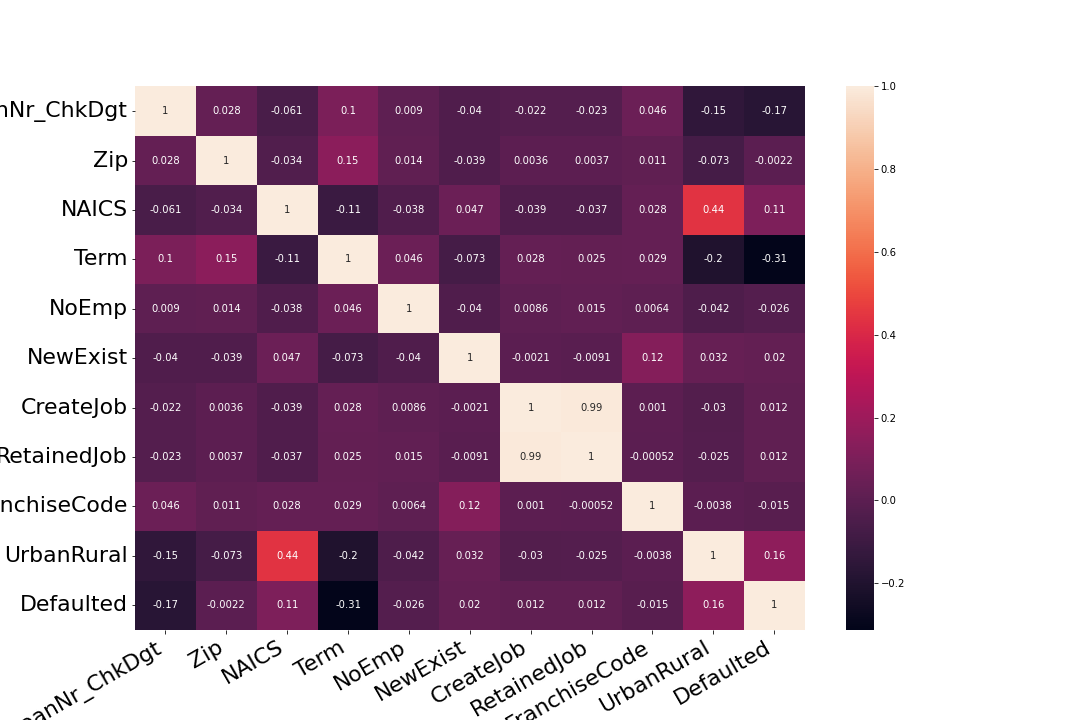 nNr_ChkDgt 1 0.028 -0.061 0.1 0.009 -0.04 -0.022 -0.023 0.046 -0.15 -0.17
Zip 0.028 1 -0.034 0.15 0.014 -0.039 0.0036 0.0037 0.011 -0.073 -0.0022
NAICS -0.061 -0.034 1 -0.11 -0.038 0.047 -0.039 -0.037 0.028 0.44 0.11
Term 0.1 0.15 -0.11 1 0.046 -0.073 0.028 0.025 0.029 -0.2 -0.31
NoEmp 0.009 0.014 -0.038 0.046 1 -0.04 0.0086 0.015 0.0064 -0.042 -0.026
NewExist -0.04 -0.039 0.047 -0.073 -0.04 1 -0.0021 -0.0091 0.12 0.032 0.02
CreateJob -0.022 0.0036 -0.039 0.028 0.0086 -0.0021 1 0.99 0.001 -0.03 0.012
RetainedJob -0.023 0.0037 -0.037 0.025 0.015 -0.0091 0.99 1 -0.00052 -0.025 0.012
nchiseCode 0.046 0.011 0.028 0.029 0.0064 0.12 0.001 -0.00052 1 -0.0038 -0.015
UrbanRural -0.15 -0.073 0.44 -0.2 -0.042 0.032 -0.03 -0.025 -0.0038 1 0.16
Defaulted -0.17 -0.0022 0.11 -0.31 -0.026 0.02 0.012 0.012 -0.015 0.16 1
anNr_ChkDgt
Zip
NAICS
Term
NoEmp
NewExist
CreateJob
RetainedJob
FranchiseCode
UrbanRural
Defaulted
1.0
0.8
0.6
0.4
0.2
0.0
−0.2